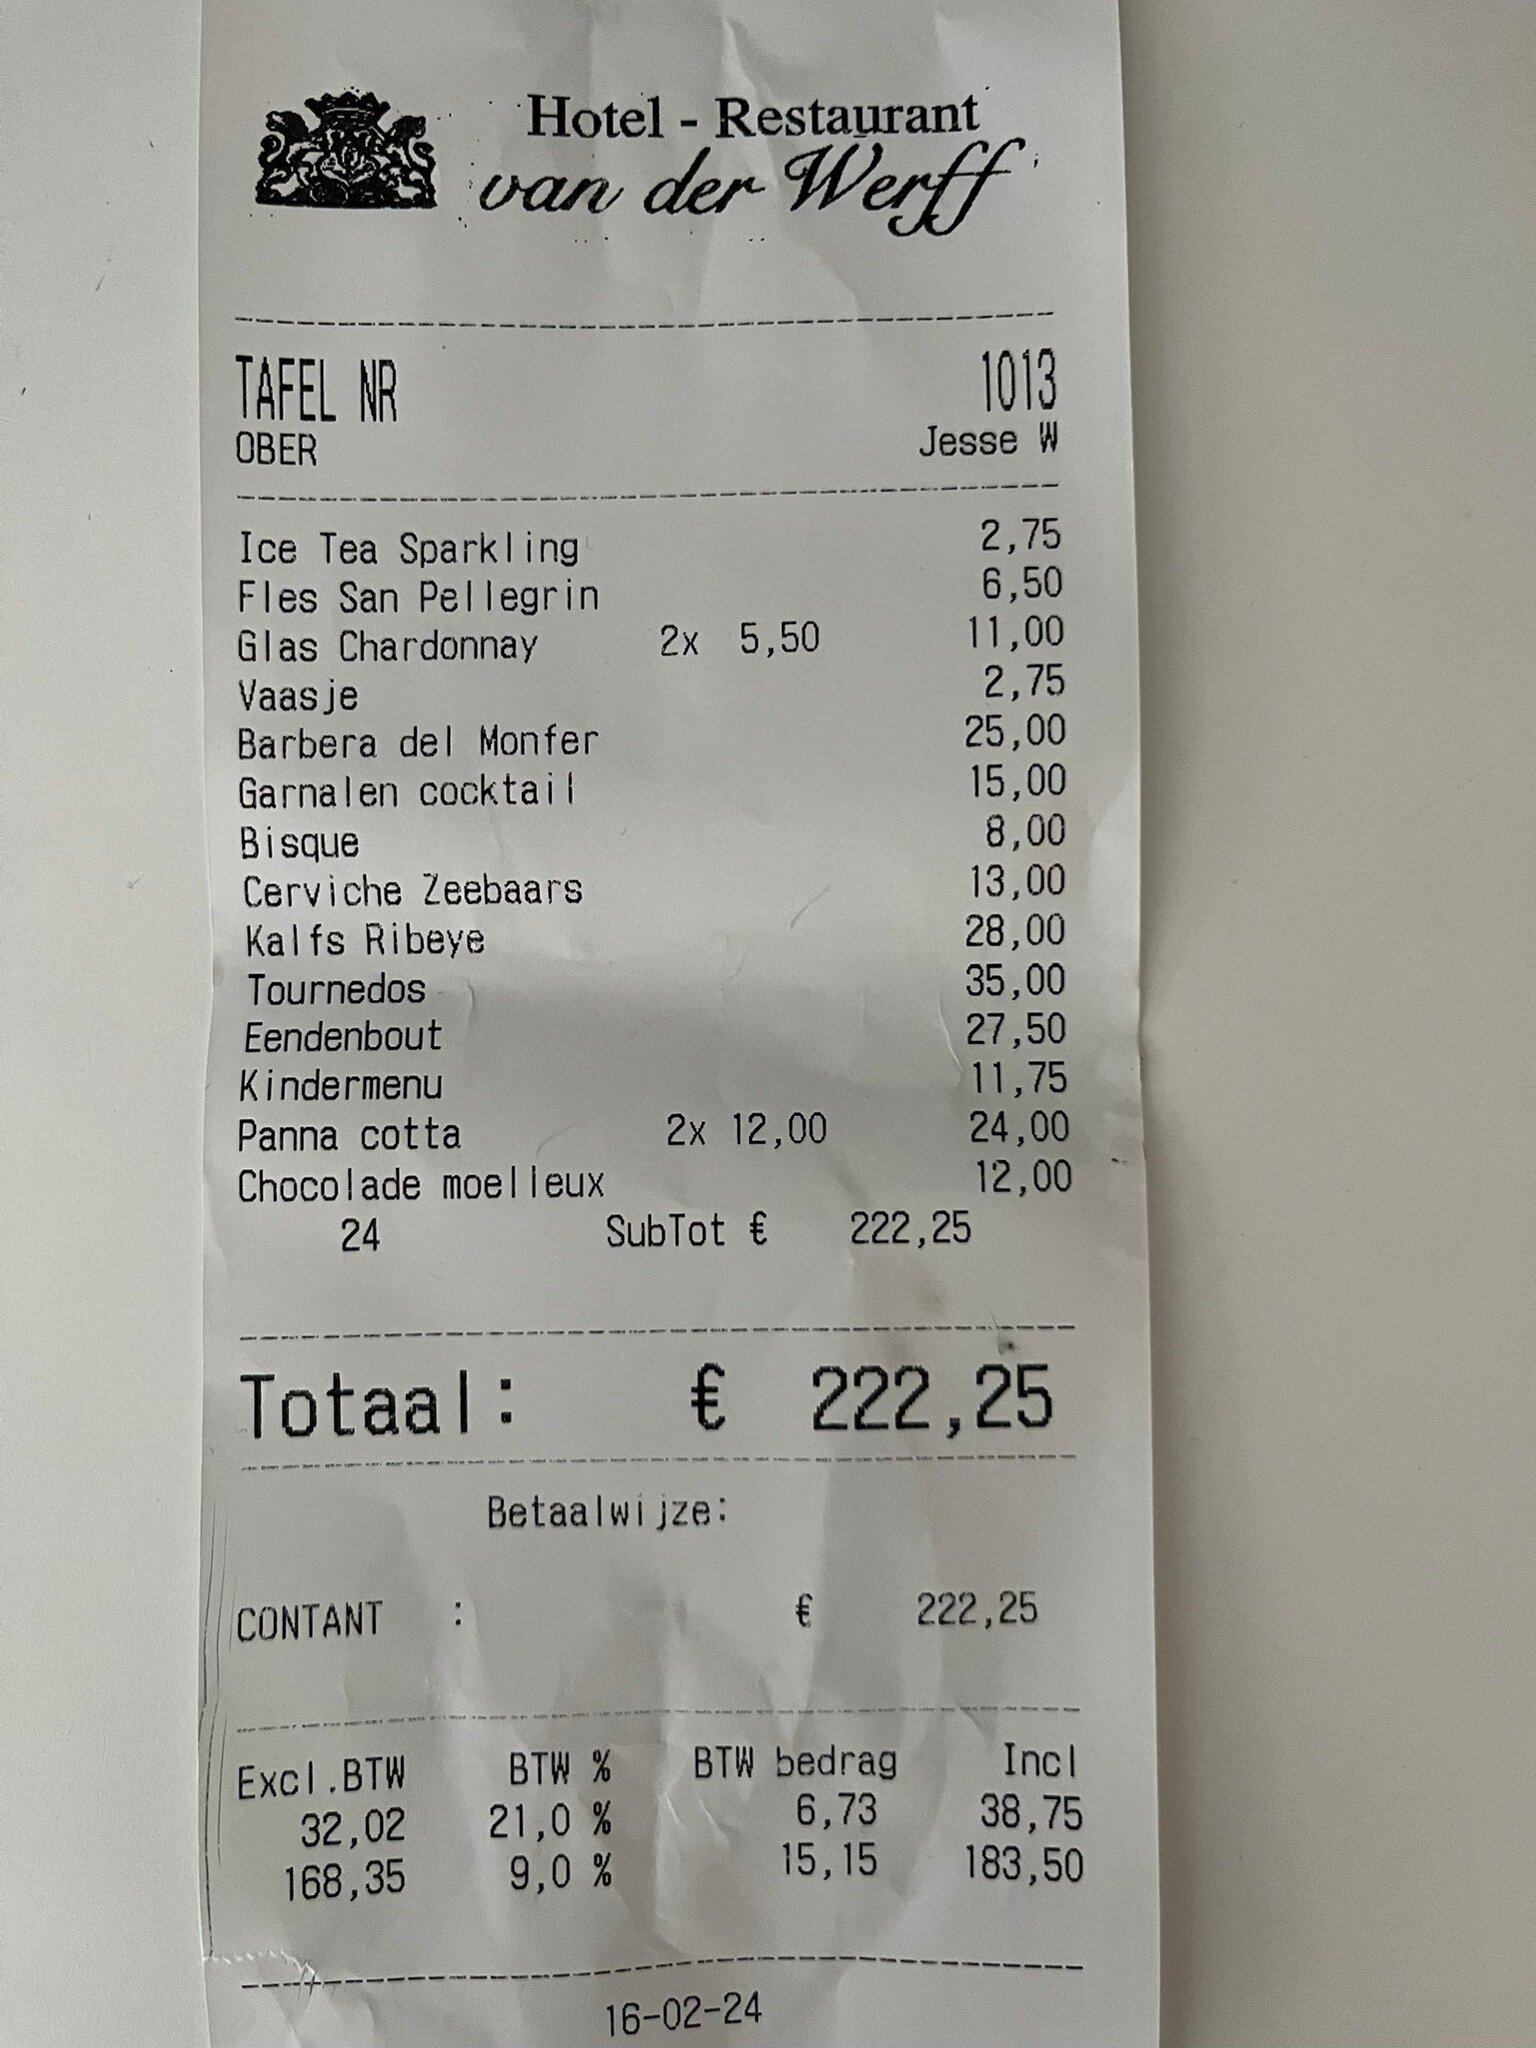 Hotel - Restaurant
van der Werff
TAFEL NR 1013
OBER Jesse W
Ice Tea Sparkling 2,75
Fles San Pellegrin 6,50
Glas Chardonnay 2x 5,50 11,00
Vaasje 2,75
Barbera del Monfer 25,00
Garnalen cocktail 15,00
Bisque 8,00
Cerviche Zeebaars 13,00
Kalfs Ribeye 28,00
Tournedos 35,00
Eendenbout 27,50
Kindermenu 11,75
Panna cotta 2x 12,00 24,00
Chocolade moelleux 12,00
24 SubTot € 222,25
Totaal: € 222,25
Betaalwijze:
CONTANT : € 222,25
Excl.BTW BTW % BTW bedrag Incl
32,02 21,0 % 6,73 38,75
168,35 9,0 % 15,15 183,50
16-02-24